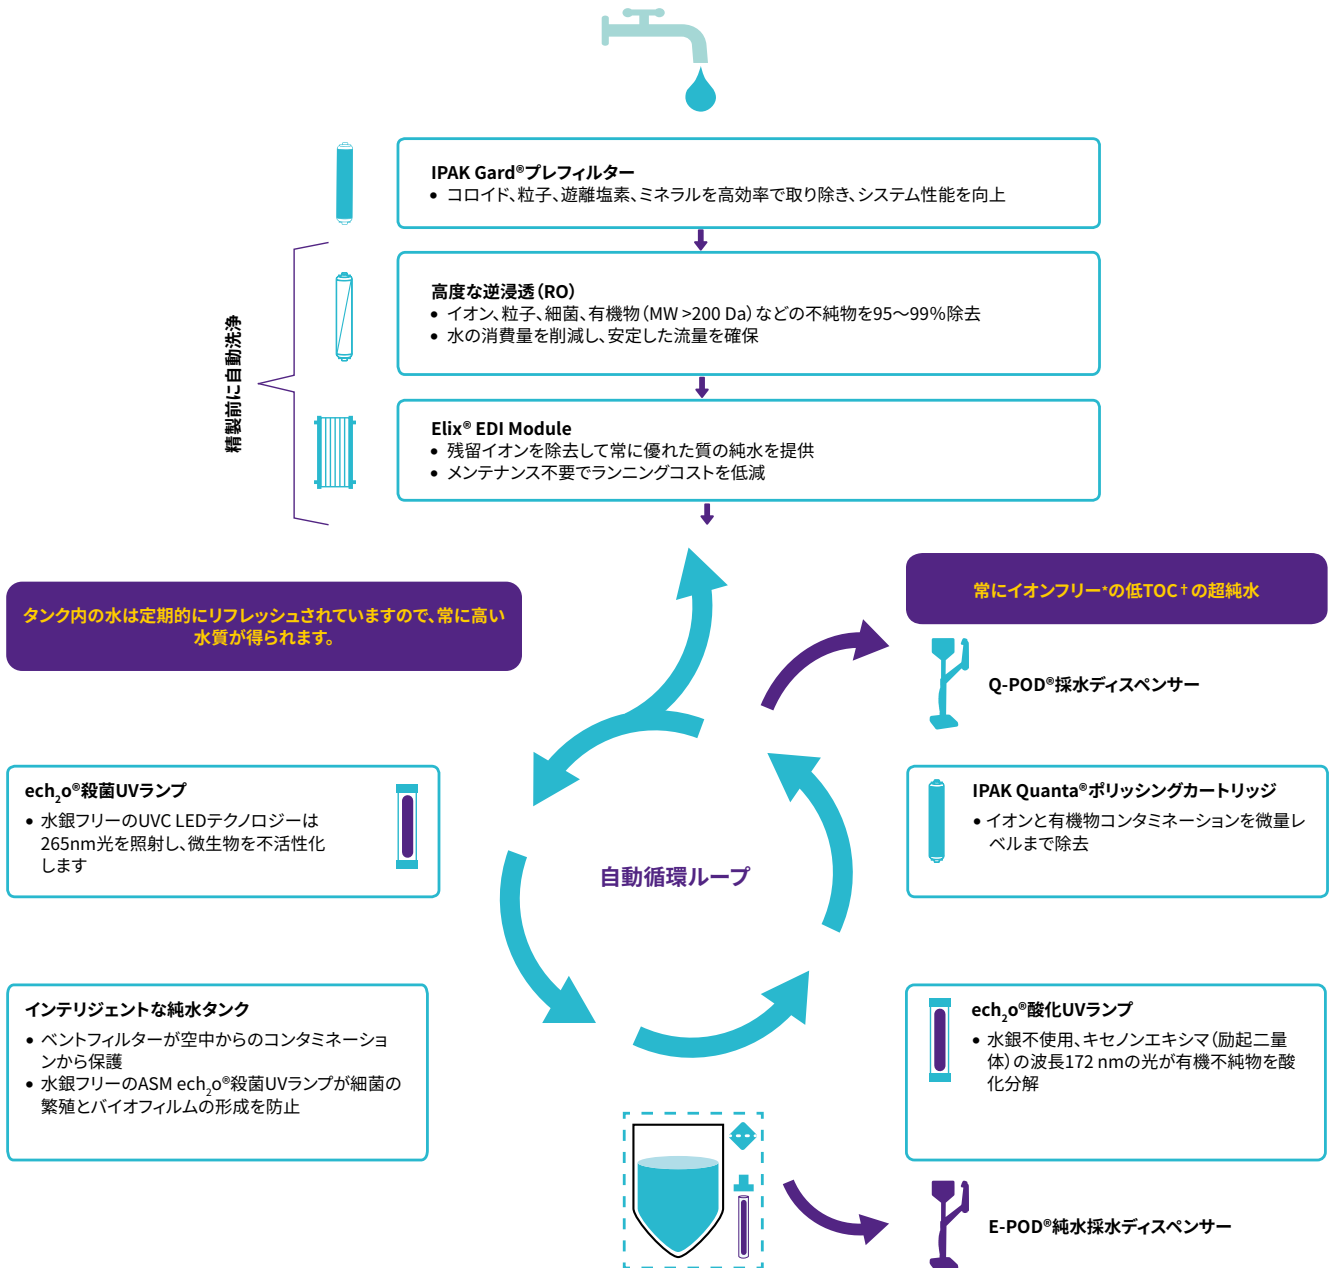 IPAK Gard®プレフィルター
• コロイド、粒子、遊離塩素、ミネラルを高効率で取り除き、システム性能を向上
高度な逆浸透（RO）
• イオン、粒子、細菌、有機物（MW >200 Da）などの不純物を95～99％除去
• 水の消費量を削減し、安定した流量を確保
精製前に自動洗浄
Elix® EDI Module
• 残留イオンを除去して常に優れた質の純水を提供
• メンテナンス不要でランニングコストを低減
タンク内の水は定期的にリフレッシュされていますので、常に高い
水質が得られます。
常にイオンフリー*の低TOC†の超純水
Q-POD®採水ディスペンサー
ech₂o®殺菌UVランプ
• 水銀フリーのUVC LEDテクノロジーは
265nm光を照射し、微生物を不活性化
します
自動循環ループ
IPAK Quanta®ポリッシングカートリッジ
• イオンと有機物コンタミネーションを微量レ
ベルまで除去
インテリジェントな純水タンク
• ベントフィルターが空中からのコンタミネーショ
ンから保護
• 水銀フリーのASM ech₂o®殺菌UVランプが細菌の
繁殖とバイオフィルムの形成を防止
ech₂o®酸化UVランプ
• 水銀不使用、キセノンエキシマ（励起二量
体）の波長172 nmの光が有機不純物を酸
化分解
E-POD®純水採水ディスペンサー